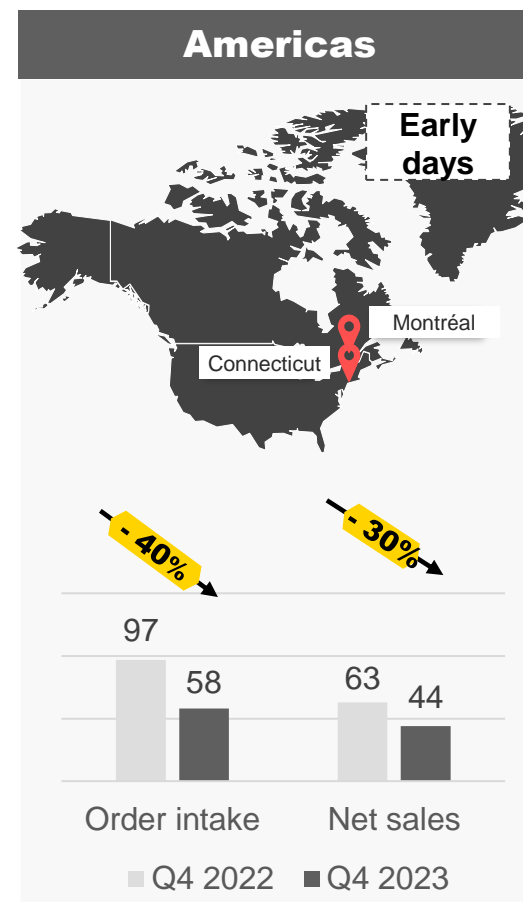 Americas
Early
days
Montréal
Connecticut
- 40%
- 30%
97
58
63
44
Order intake
Net sales
Q4 2022
Q4 2023